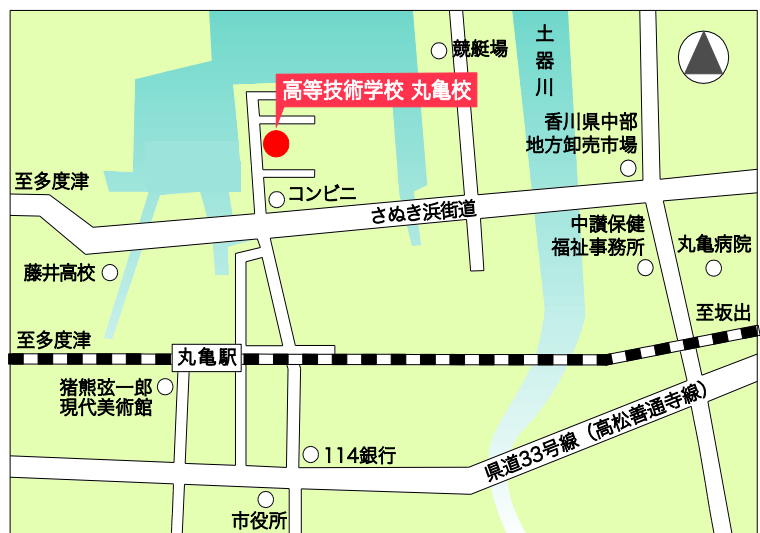 競艇場
土器川
高等技術学校 丸亀校
香川県中部
地方卸売市場
至多度津
コンビニ
さぬき浜街道
中讃保健
福祉事務所
丸亀病院
藤井高校
至坂出
至多度津
丸亀駅
猪熊弦一郎
現代美術館
県道33号線（高松善通寺線）
114銀行
市役所